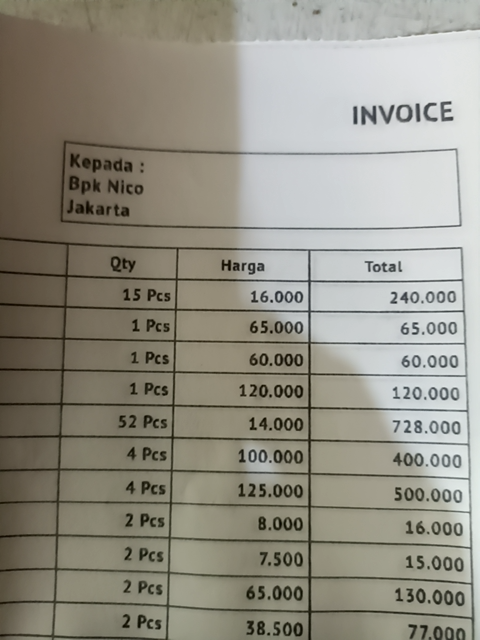 INVOICE
Kepada :
Bpk Nico
Jakarta
Qty Harga Total
15 Pcs 16.000 240.000
1 Pcs 65.000 65.000
1 Pcs 60.000 60.000
1 Pcs 120.000 120.000
52 Pcs 14.000 728.000
4 Pcs 100.000 400.000
4 Pcs 125.000 500.000
2 Pcs 8.000 16.000
2 Pcs 7.500 15.000
2 Pcs 65.000 130.000
2 Pcs 38.500 77.000